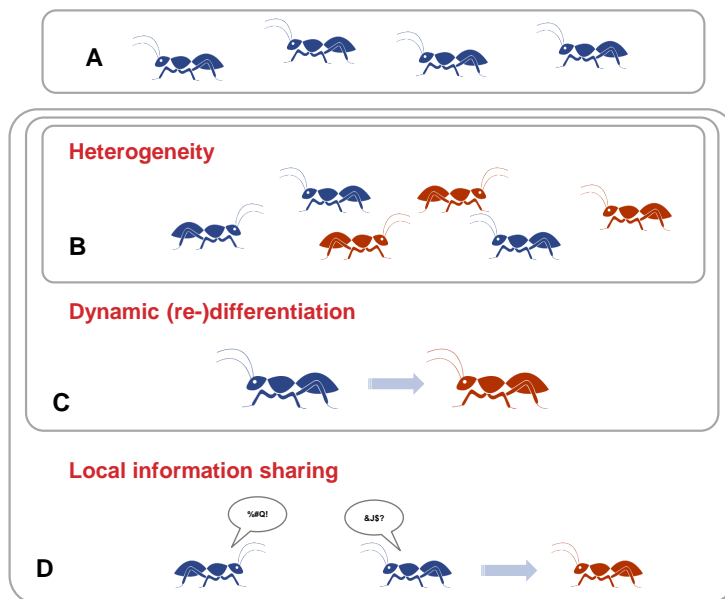 A
Heterogeneity
B
Dynamic (re-)differentiation
C
Local information sharing
%#Q!
&J$?
D